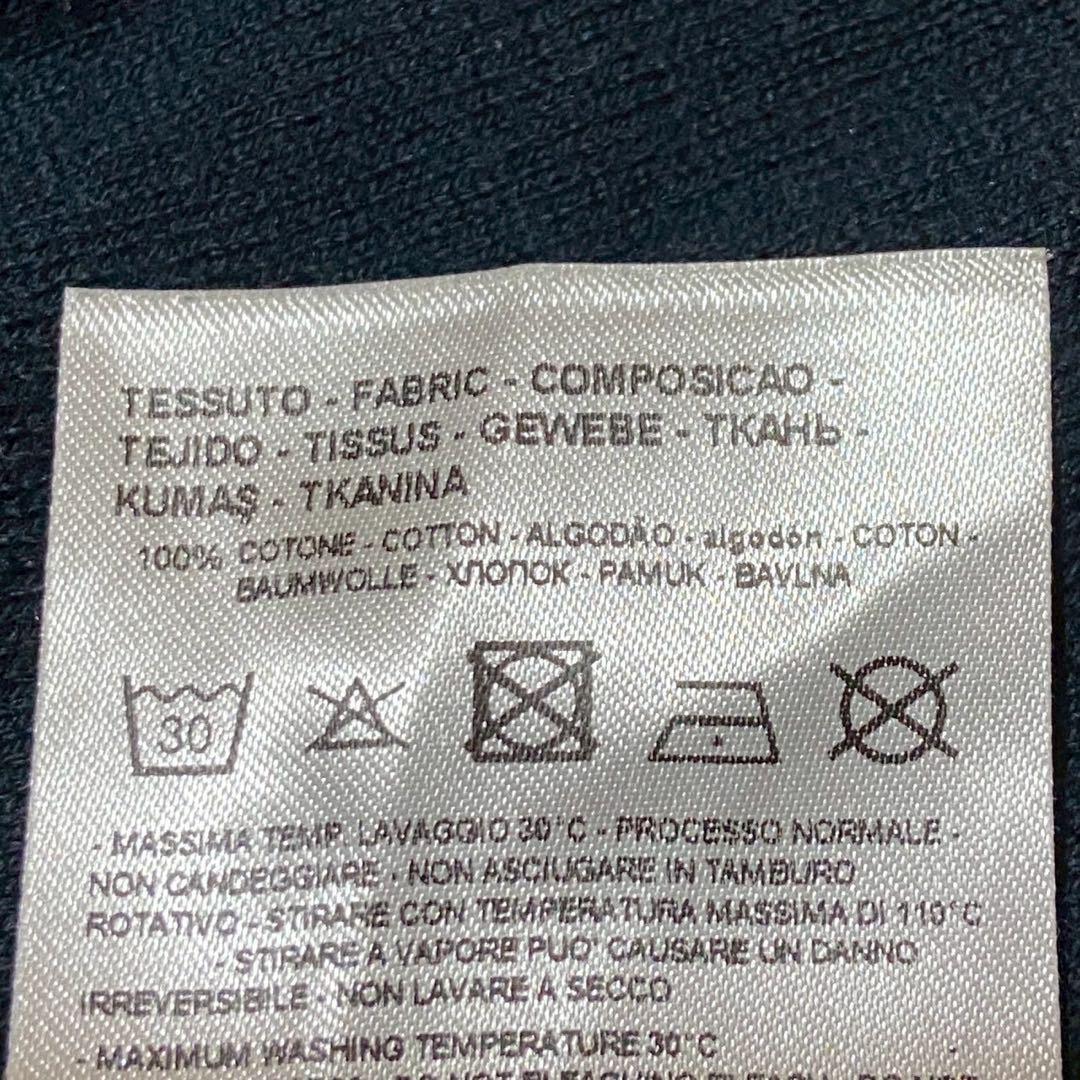 TESSUTO - FABRIC - COMPOSICAO -
TEJIDO - TISSUS - GEWEBE - ТКАНЬ -
KUMAŞ - TKANINA
100% COTONE - COTTON - ALGODÃO - algodón - COTON -
BAUMWOLLE - ХЛОПОК - PAMUK - BAVLNA
30
- MASSIMA TEMP. LAVAGGIO 30°C - PROCESSO NORMALE -
NON CANDEGGIARE - NON ASCIUGARE IN TAMBURO
ROTATIVO - STIRARE CON TEMPERATURA MASSIMA DI 110°C
- STIRARE A VAPORE PUO' CAUSARE UN DANNO
IRREVERSIBILE - NON LAVARE A SECCO
- MAXIMUM WASHING TEMPERATURE 30°C -